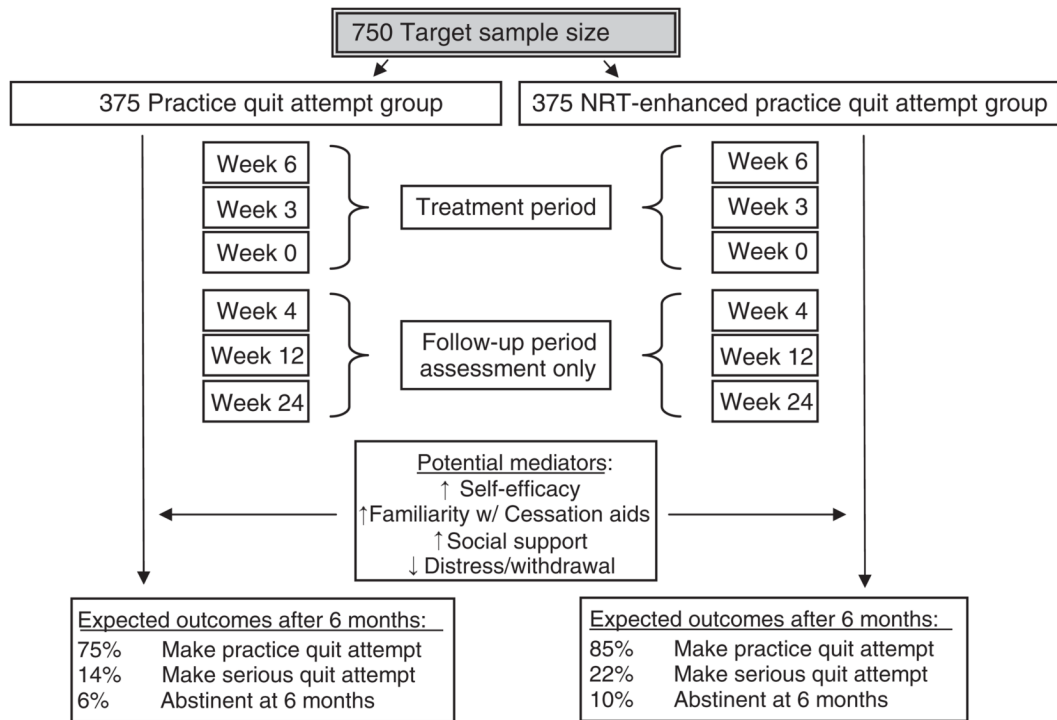 750 Target sample size
375 Practice quit attempt group
375 NRT-enhanced practice quit attempt group
Week 6
Week 3
Week 0
Treatment period
Week 6
Week 3
Week 0
Week 4
Week 12
Week 24
Follow-up period
assessment only
Week 4
Week 12
Week 24
Potential mediators:
↑ Self-efficacy
↑Familiarity w/ Cessation aids
↑Social support
↓ Distress/withdrawal
Expected outcomes after 6 months:
75% Make practice quit attempt
14% Make serious quit attempt
6% Abstinent at 6 months
Expected outcomes after 6 months:
85% Make practice quit attempt
22% Make serious quit attempt
10% Abstinent at 6 months